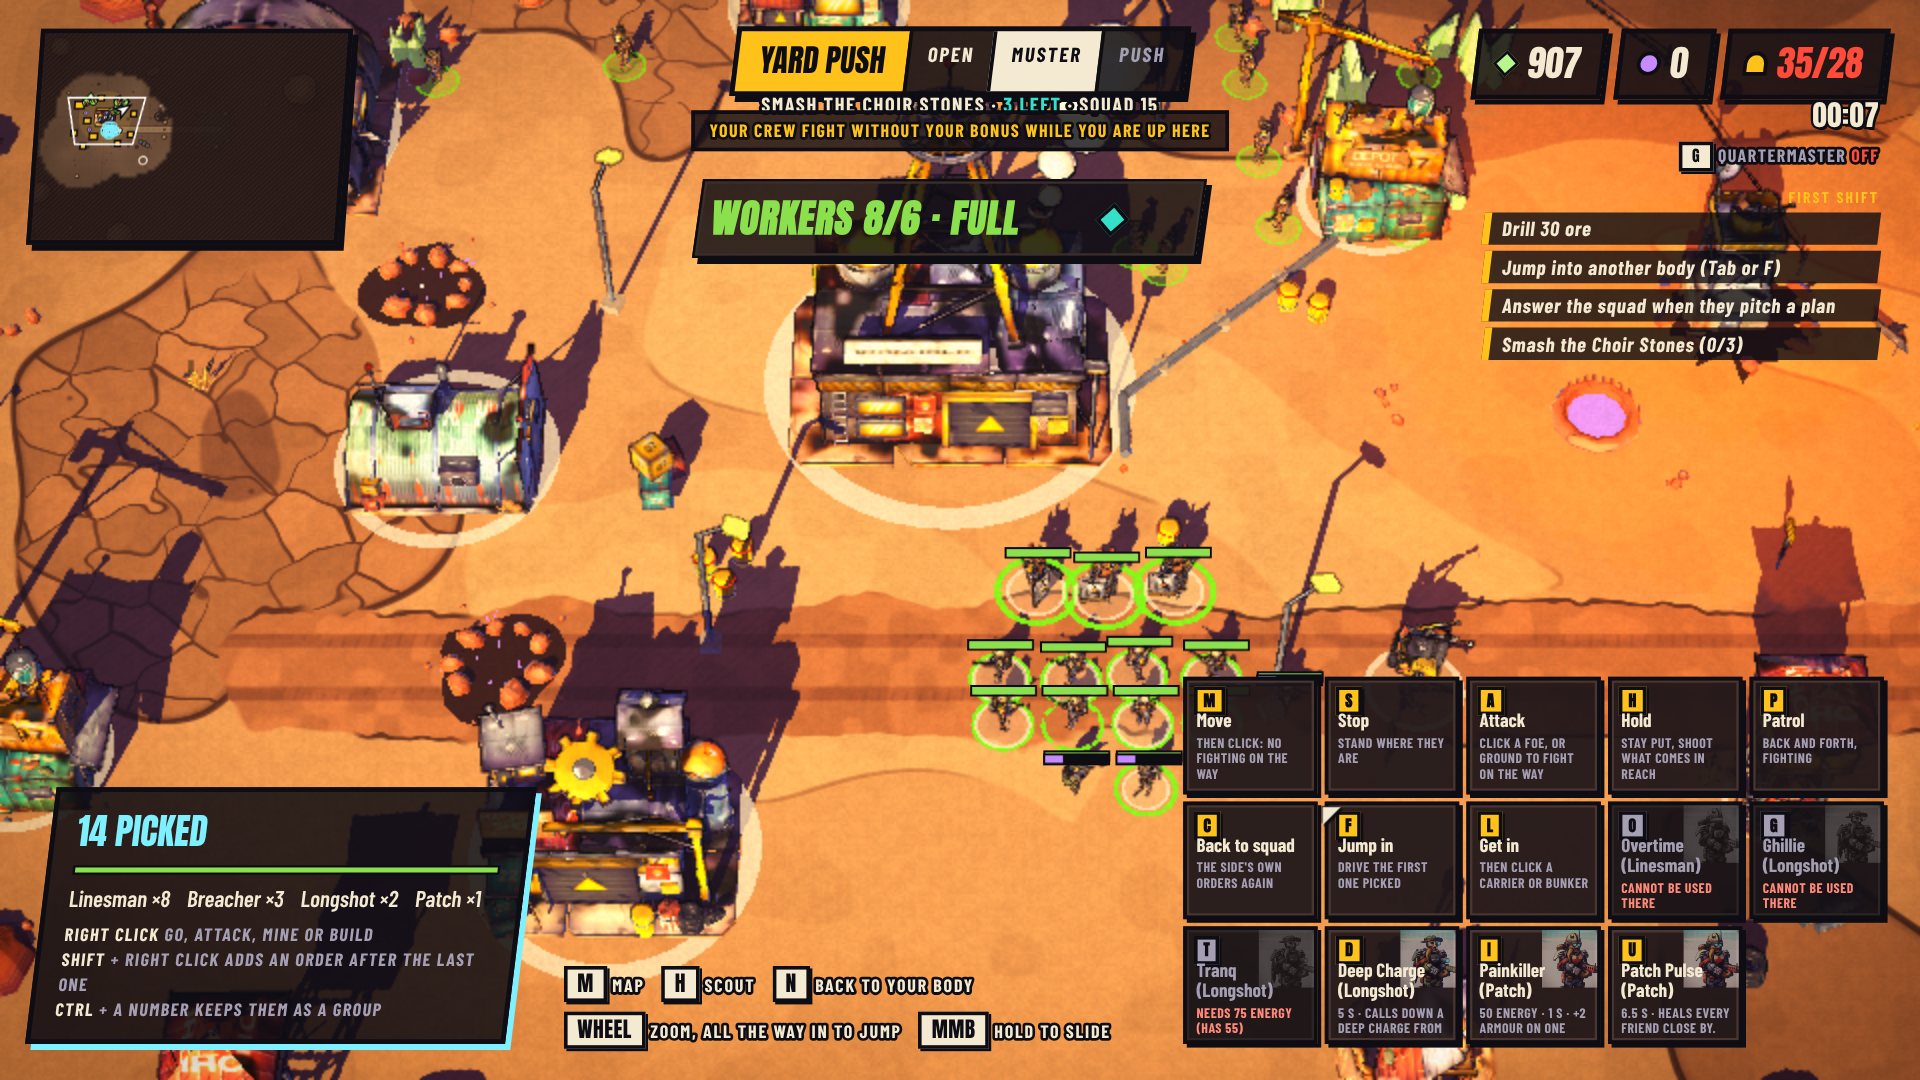 YARD PUSH OPEN MUSTER PUSH
SMASH THE CHOIR STONES · 3 LEFT · SQUAD 15
YOUR CREW FIGHT WITHOUT YOUR BONUS WHILE YOU ARE UP HERE
WORKERS 8/6 · FULL
907 0 35/28
00:07
G QUARTERMASTER OFF
FIRST SHIFT
Drill 30 ore
Jump into another body (Tab or F)
Answer the squad when they pitch a plan
Smash the Choir Stones (0/3)
DEPOT
14 PICKED
Linesman ×8 Breacher ×3 Longshot ×2 Patch ×1
RIGHT CLICK GO, ATTACK, MINE OR BUILD
SHIFT + RIGHT CLICK ADDS AN ORDER AFTER THE LAST
ONE
CTRL + A NUMBER KEEPS THEM AS A GROUP
M MAP H SCOUT N BACK TO YOUR BODY
WHEEL ZOOM, ALL THE WAY IN TO JUMP MMB HOLD TO SLIDE
M
Move
THEN CLICK: NO
FIGHTING ON THE
WAY
S
Stop
STAND WHERE THEY
ARE
A
Attack
CLICK A FOE, OR
GROUND TO FIGHT
ON THE WAY
H
Hold
STAY PUT, SHOOT
WHAT COMES IN
REACH
P
Patrol
BACK AND FORTH,
FIGHTING
C
Back to squad
THE SIDE'S OWN
ORDERS AGAIN
F
Jump in
DRIVE THE FIRST
ONE PICKED
L
Get in
THEN CLICK A
CARRIER OR BUNKER
O
Overtime
(Linesman)
CANNOT BE USED
THERE
G
Ghillie
(Longshot)
CANNOT BE USED
THERE
T
Tranq
(Longshot)
NEEDS 75 ENERGY
(HAS 55)
D
Deep Charge
(Longshot)
5 S · CALLS DOWN A
DEEP CHARGE FROM
I
Painkiller
(Patch)
50 ENERGY · 1 S · +2
ARMOUR ON ONE
U
Patch Pulse
(Patch)
6.5 S · HEALS EVERY
FRIEND CLOSE BY.